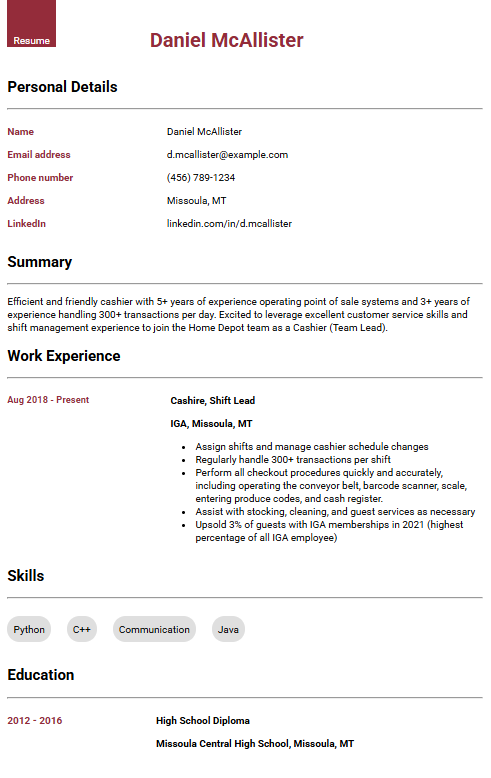 Resume
Daniel McAllister
Personal Details
Name Daniel McAllister
Email address d.mcallister@example.com
Phone number (456) 789-1234
Address Missoula, MT
LinkedIn linkedin.com/in/d.mcallister
Summary
Efficient and friendly cashier with 5+ years of experience operating point of sale systems and 3+ years of
experience handling 300+ transactions per day. Excited to leverage excellent customer service skills and
shift management experience to join the Home Depot team as a Cashier (Team Lead).
Work Experience
Aug 2018 - Present Cashire, Shift Lead
IGA, Missoula, MT
• Assign shifts and manage cashier schedule changes
• Regularly handle 300+ transactions per shift
• Perform all checkout procedures quickly and accurately,
including operating the conveyor belt, barcode scanner, scale,
entering produce codes, and cash register.
• Assist with stocking, cleaning, and guest services as necessary
• Upsold 3% of guests with IGA memberships in 2021 (highest
percentage of all IGA employee)
Skills
Python C++ Communication Java
Education
2012 - 2016 High School Diploma
Missoula Central High School, Missoula, MT